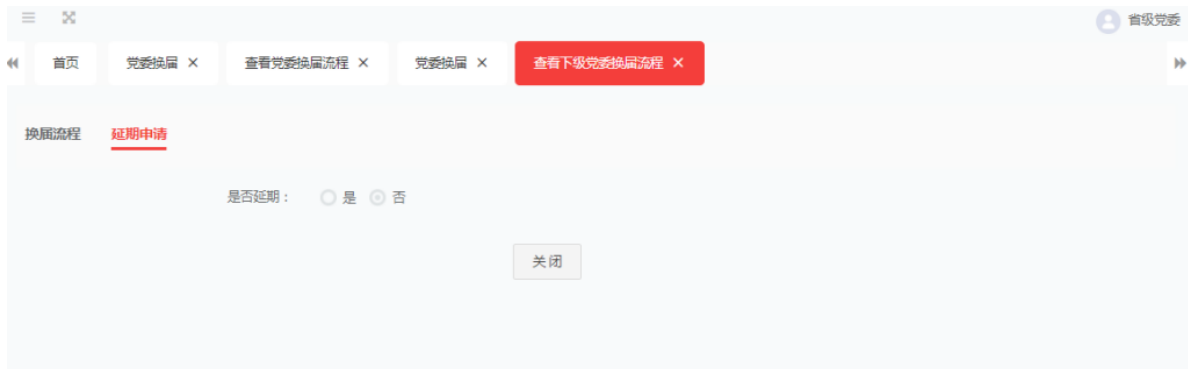 省级党委
首页 党委换届 × 查看党委换届流程 × 党委换届 × 查看下级党委换届流程 ×
换届流程 延期申请
是否延期： 是 否
关闭